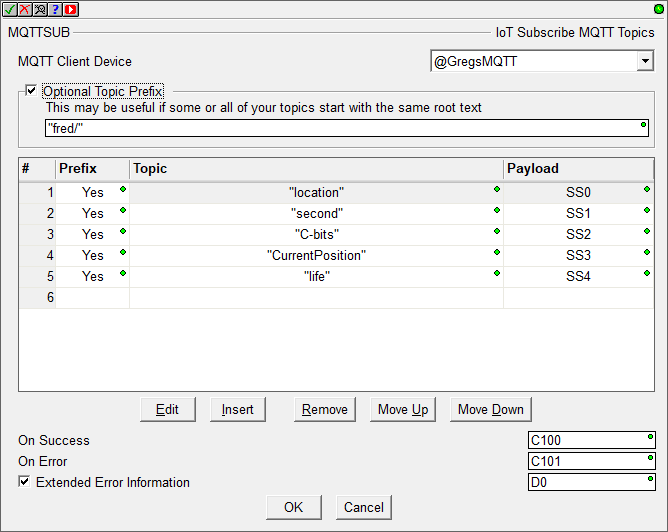 MQTTSUB IoT Subscribe MQTT Topics
MQTT Client Device @GregsMQTT
Optional Topic Prefix
This may be useful if some or all of your topics start with the same root text
"fred/"
# Prefix Topic Payload
1 Yes "location" SS0
2 Yes "second" SS1
3 Yes "C-bits" SS2
4 Yes "CurrentPosition" SS3
5 Yes "life" SS4
6
Edit Insert Remove Move Up Move Down
On Success C100
On Error C101
Extended Error Information D0
OK Cancel